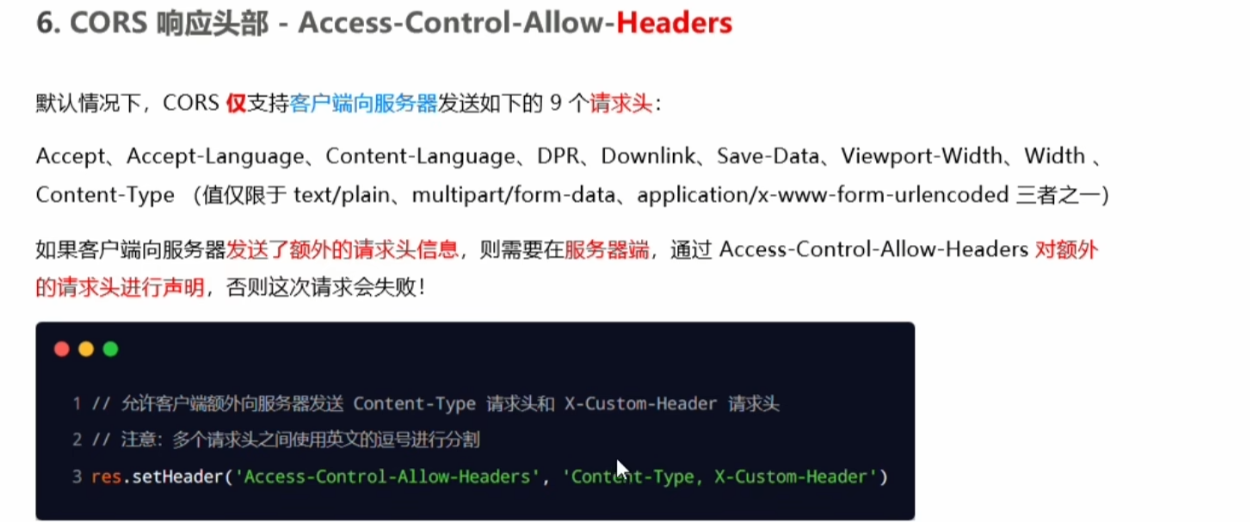 6. CORS 响应头部 - Access-Control-Allow-Headers
默认情况下，CORS 仅支持客户端向服务器发送如下的 9 个请求头：
Accept、Accept-Language、Content-Language、DPR、Downlink、Save-Data、Viewport-Width、Width 、
Content-Type （值仅限于 text/plain、multipart/form-data、application/x-www-form-urlencoded 三者之一）
如果客户端向服务器发送了额外的请求头信息，则需要在服务器端，通过 Access-Control-Allow-Headers 对额外
的请求头进行声明，否则这次请求会失败！
1 // 允许客户端额外向服务器发送 Content-Type 请求头和 X-Custom-Header 请求头
2 // 注意：多个请求头之间使用英文的逗号进行分割
3 res.setHeader('Access-Control-Allow-Headers', 'Content-Type, X-Custom-Header')